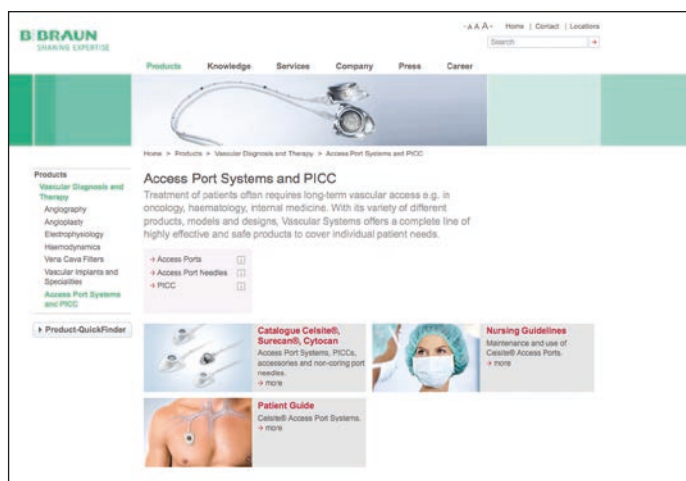 -A A A+ Home | Contact | Locations
B|BRAUN
SHARING EXPERTISE
Search
Products Knowledge Services Company Press Career
Home > Products > Vascular Diagnosis and Therapy > Access Port Systems and PICC
Products
Vascular Diagnosis and
Therapy
Angiography
Angioplasty
Electrophysiology
Haemodynamics
Vena Cava Filters
Vascular Implants and
Specialities
Access Port Systems
and PICC
Product-QuickFinder
Access Port Systems and PICC
Treatment of patients often requires long-term vascular access e.g. in
oncology, haematology, internal medicine. With its variety of different
products, models and designs, Vascular Systems offers a complete line of
highly effective and safe products to cover individual patient needs.
→ Access Ports
→ Access Port Needles
→ PICC
Catalogue Celsite®,
Surecan®, Cytocan
Access Port Systems, PICCs,
accessories and non-coring port
needles.
→ more
Nursing Guidelines
Maintenance and use of
Celsite® Access Ports.
→ more
Patient Guide
Celsite® Access Port Systems.
→ more